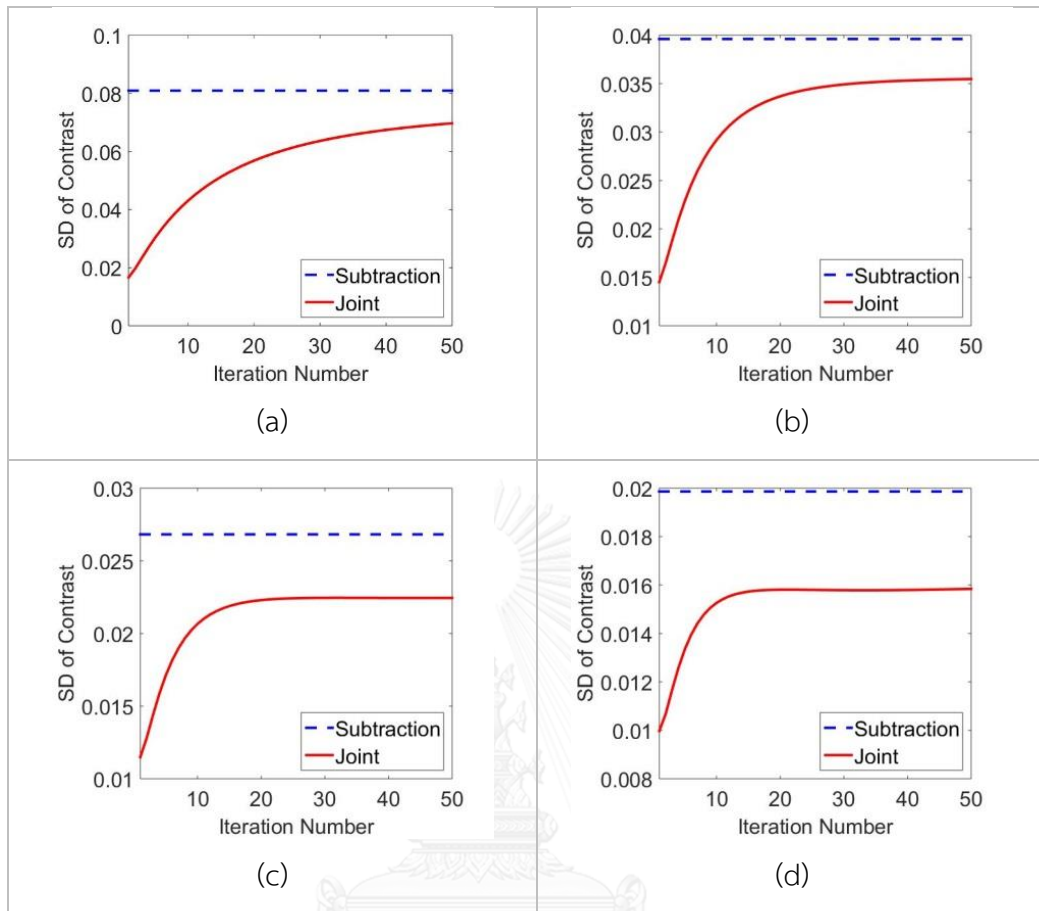 0.1
0.08
0.06
0.04
0.02
0
SD of Contrast
Subtraction
Joint
10 20 30 40 50
Iteration Number
(a)
0.04
0.035
0.03
0.025
0.02
0.015
0.01
SD of Contrast
Subtraction
Joint
10 20 30 40 50
Iteration Number
(b)
0.03
0.025
0.02
0.015
0.01
SD of Contrast
Subtraction
Joint
10 20 30 40 50
Iteration Number
(c)
0.02
0.018
0.016
0.014
0.012
0.01
0.008
SD of Contrast
Subtraction
Joint
10 20 30 40 50
Iteration Number
(d)